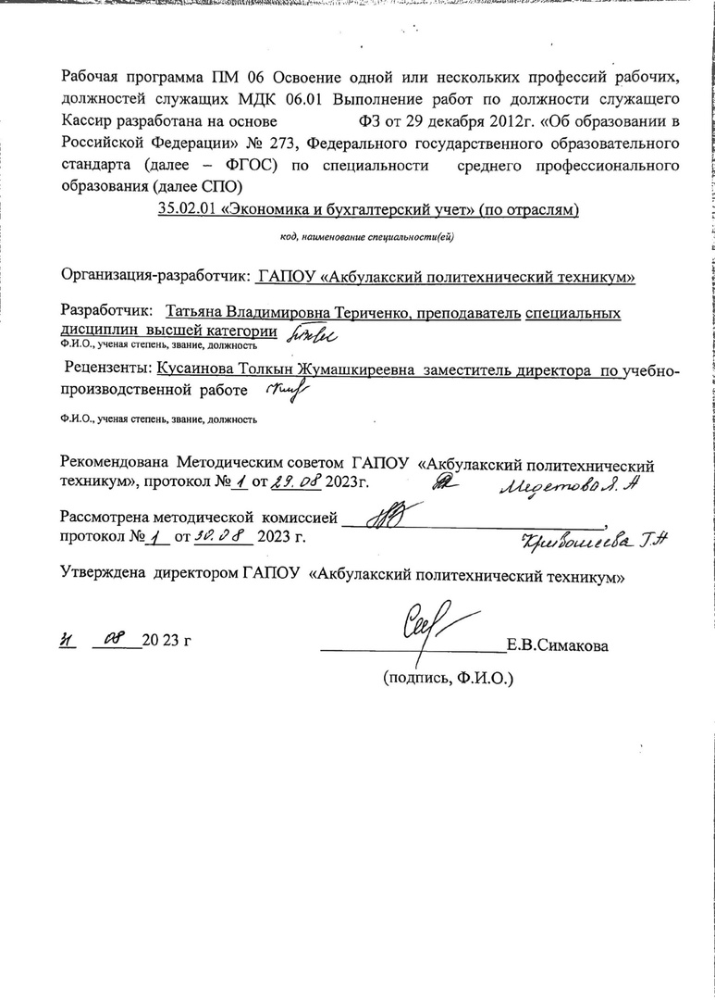 Рабочая программа ПМ 06 Освоение одной или нескольких профессий рабочих,
должностей служащих МДК 06.01 Выполнение работ по должности служащего
Кассир разработана на основе ФЗ от 29 декабря 2012г. «Об образовании в
Российской Федерации» № 273, Федерального государственного образовательного
стандарта (далее – ФГОС) по специальности среднего профессионального
образования (далее СПО)
35.02.01 «Экономика и бухгалтерский учет» (по отраслям)
код, наименование специальности(ей)
Организация-разработчик: ГАПОУ «Акбулакский политехнический техникум»
Разработчик: Татьяна Владимировна Териченко, преподаватель специальных
дисциплин высшей категории
Ф.И.О., ученая степень, звание, должность
Рецензенты: Кусаинова Толкын Жумашкиреевна заместитель директора по учебно-
производственной работе
Ф.И.О., ученая степень, звание, должность
Рекомендована Методическим советом ГАПОУ «Акбулакский политехнический
техникум», протокол № 1 от 29.08 2023г. Медетова Я. А
Рассмотрена методической комиссией ,
протокол № 1 от 30.08 2023 г. Кривошеева Г.А
Утверждена директором ГАПОУ «Акбулакский политехнический техникум»
31 08 20 23 г Е.В.Симакова
(подпись, Ф.И.О.)